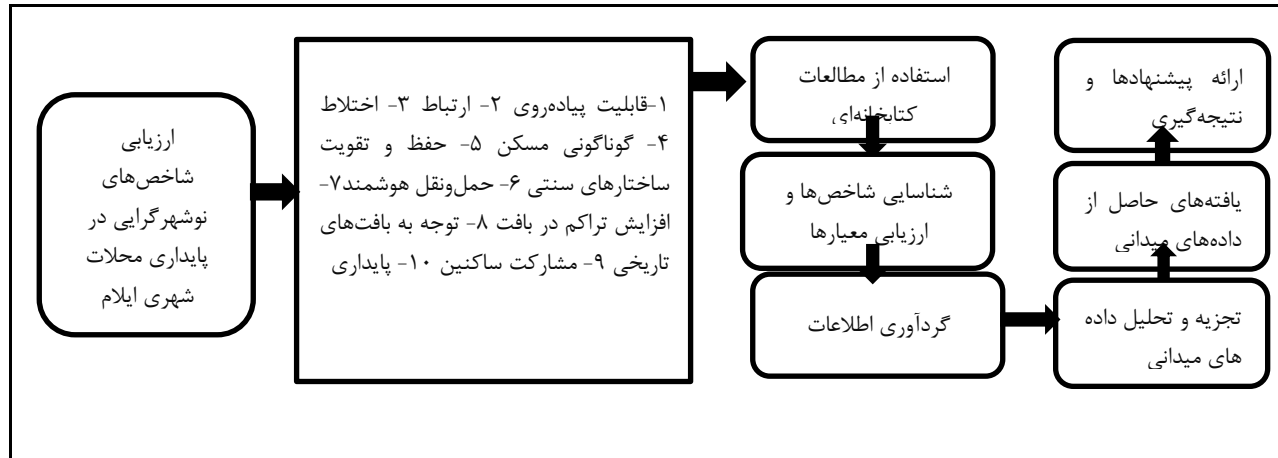 ارزیابی
شاخص‌های
نوشهرگرایی در
پایداری محلات
شهری ایلام
۱-قابلیت پیاده‌روی ۲- ارتباط ۳- اختلاط
۴- گوناگونی مسکن ۵- حفظ و تقویت
ساختارهای سنتی ۶- حمل‌ونقل هوشمند۷-
افزایش تراکم در بافت ۸- توجه به بافت‌های
تاریخی ۹- مشارکت ساکنین ۱۰- پایداری
استفاده از مطالعات
کتابخانه‌ای
شناسایی شاخص‌ها و
ارزیابی معیارها
گردآوری اطلاعات
تجزیه و تحلیل داده
های میدانی
یافته‌های حاصل از
داده‌های میدانی
ارائه پیشنهادها و
نتیجه‌گیری